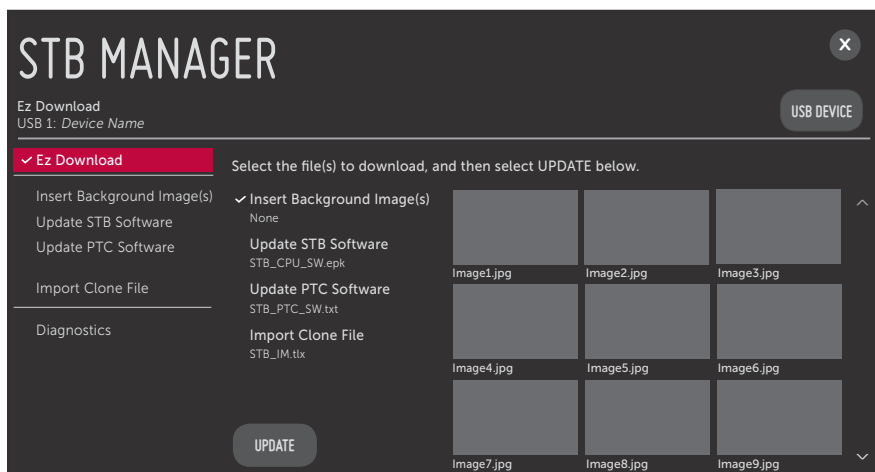 STB MANAGER
X
Ez Download
USB 1: Device Name
USB DEVICE
Ez Download
Insert Background Image(s)
Update STB Software
Update PTC Software
Import Clone File
Diagnostics
Select the file(s) to download, and then select UPDATE below.
Insert Background Image(s)
None
Update STB Software
STB_CPU_SW.epk
Update PTC Software
STB_PTC_SW.txt
Import Clone File
STB_IM.tlx
UPDATE
Image1.jpg
Image2.jpg
Image3.jpg
Image4.jpg
Image5.jpg
Image6.jpg
Image7.jpg
Image8.jpg
Image9.jpg